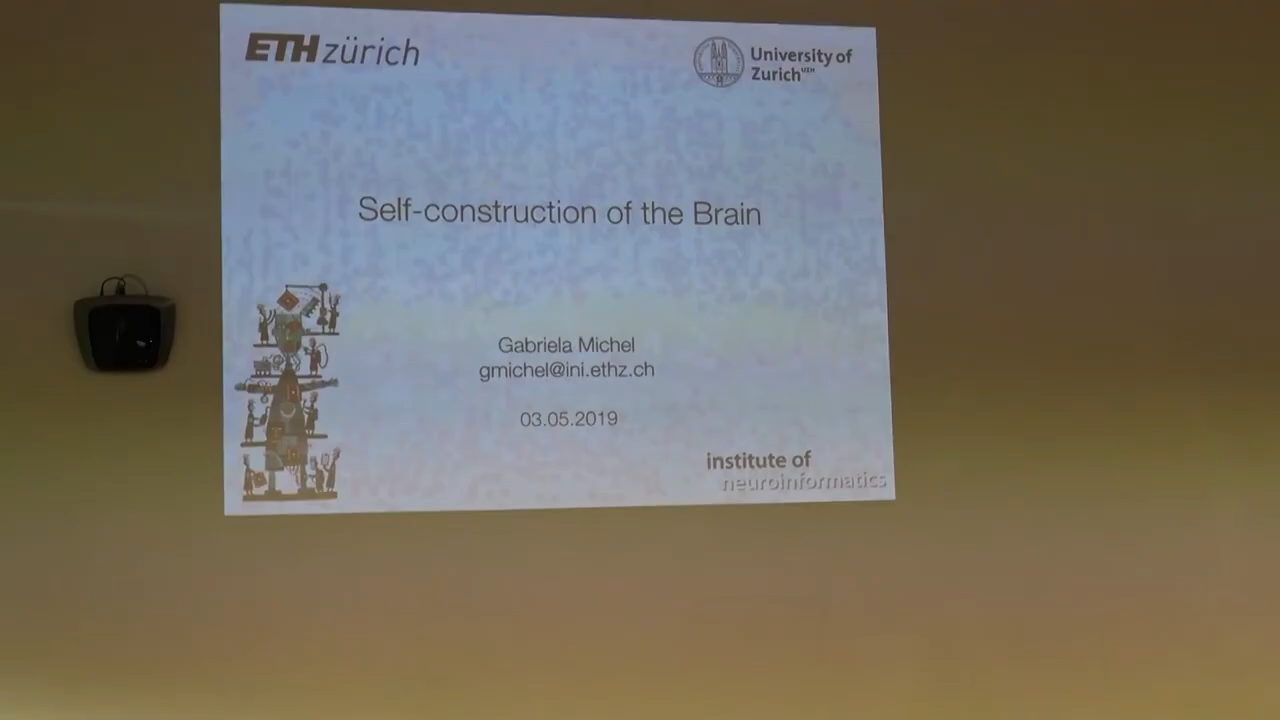 ETH zürich
University of
Zurich UZH
Self-construction of the Brain
Gabriela Michel
gmichel@ini.ethz.ch
03.05.2019
institute of
neuroinformatics